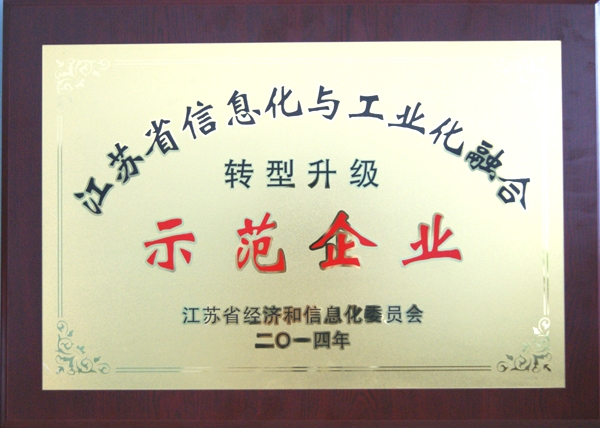 江苏省信息化与工业化融合
转型升级
示范企业
江苏省经济和信息化委员会
二〇一四年